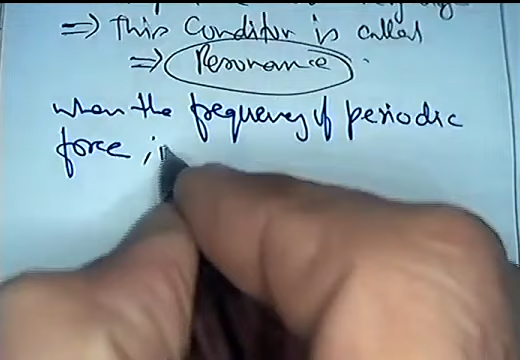 ⇒ this Condition is called
⇒ Resonance.
when the frequency of periodic
force, i